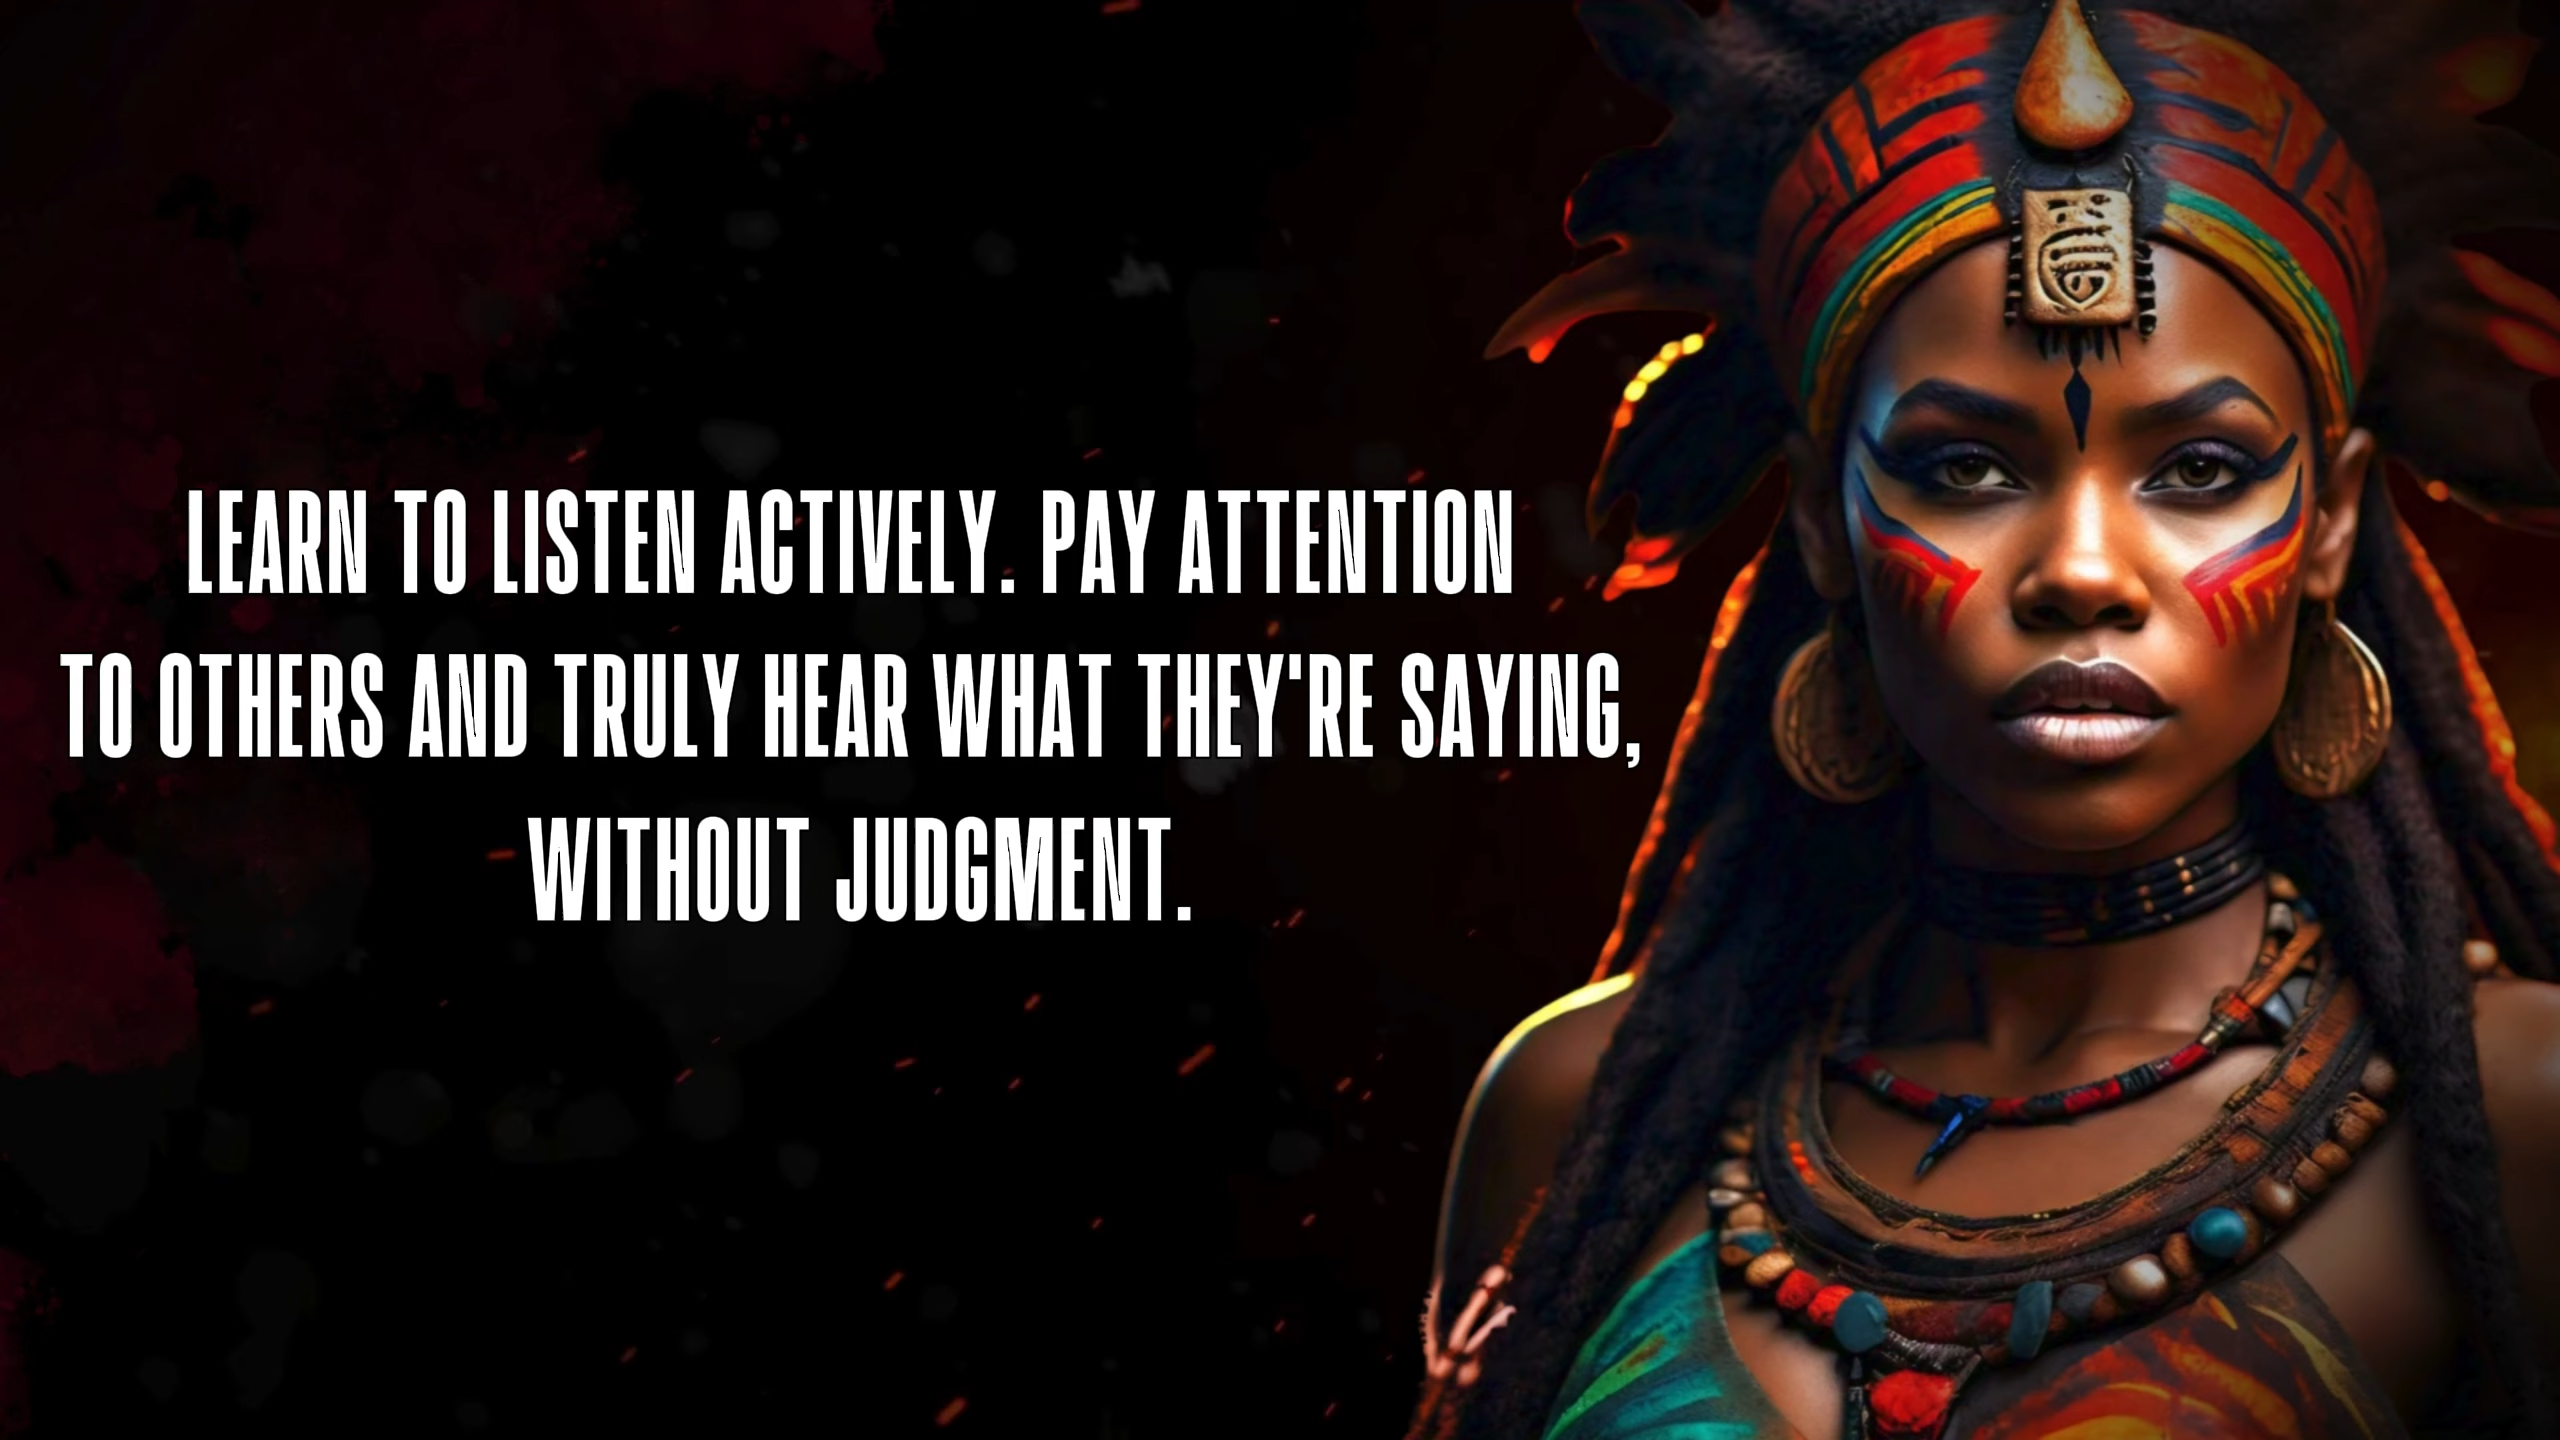 LEARN TO LISTEN ACTIVELY. PAY ATTENTION
TO OTHERS AND TRULY HEAR WHAT THEY'RE SAYING,
WITHOUT JUDGMENT.